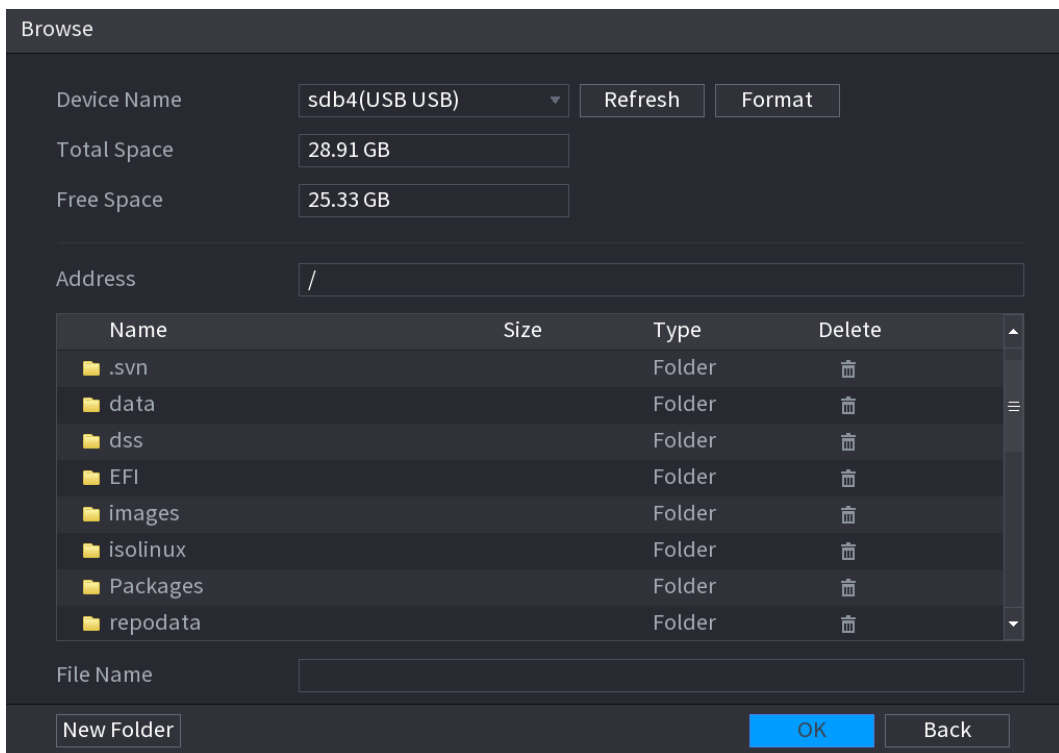 Browse
Device Name sdb4(USB USB) Refresh Format
Total Space 28.91 GB
Free Space 25.33 GB
Address /
Name Size Type Delete
.svn Folder
data Folder
dss Folder
EFI Folder
images Folder
isolinux Folder
Packages Folder
repodata Folder
File Name
New Folder OK Back